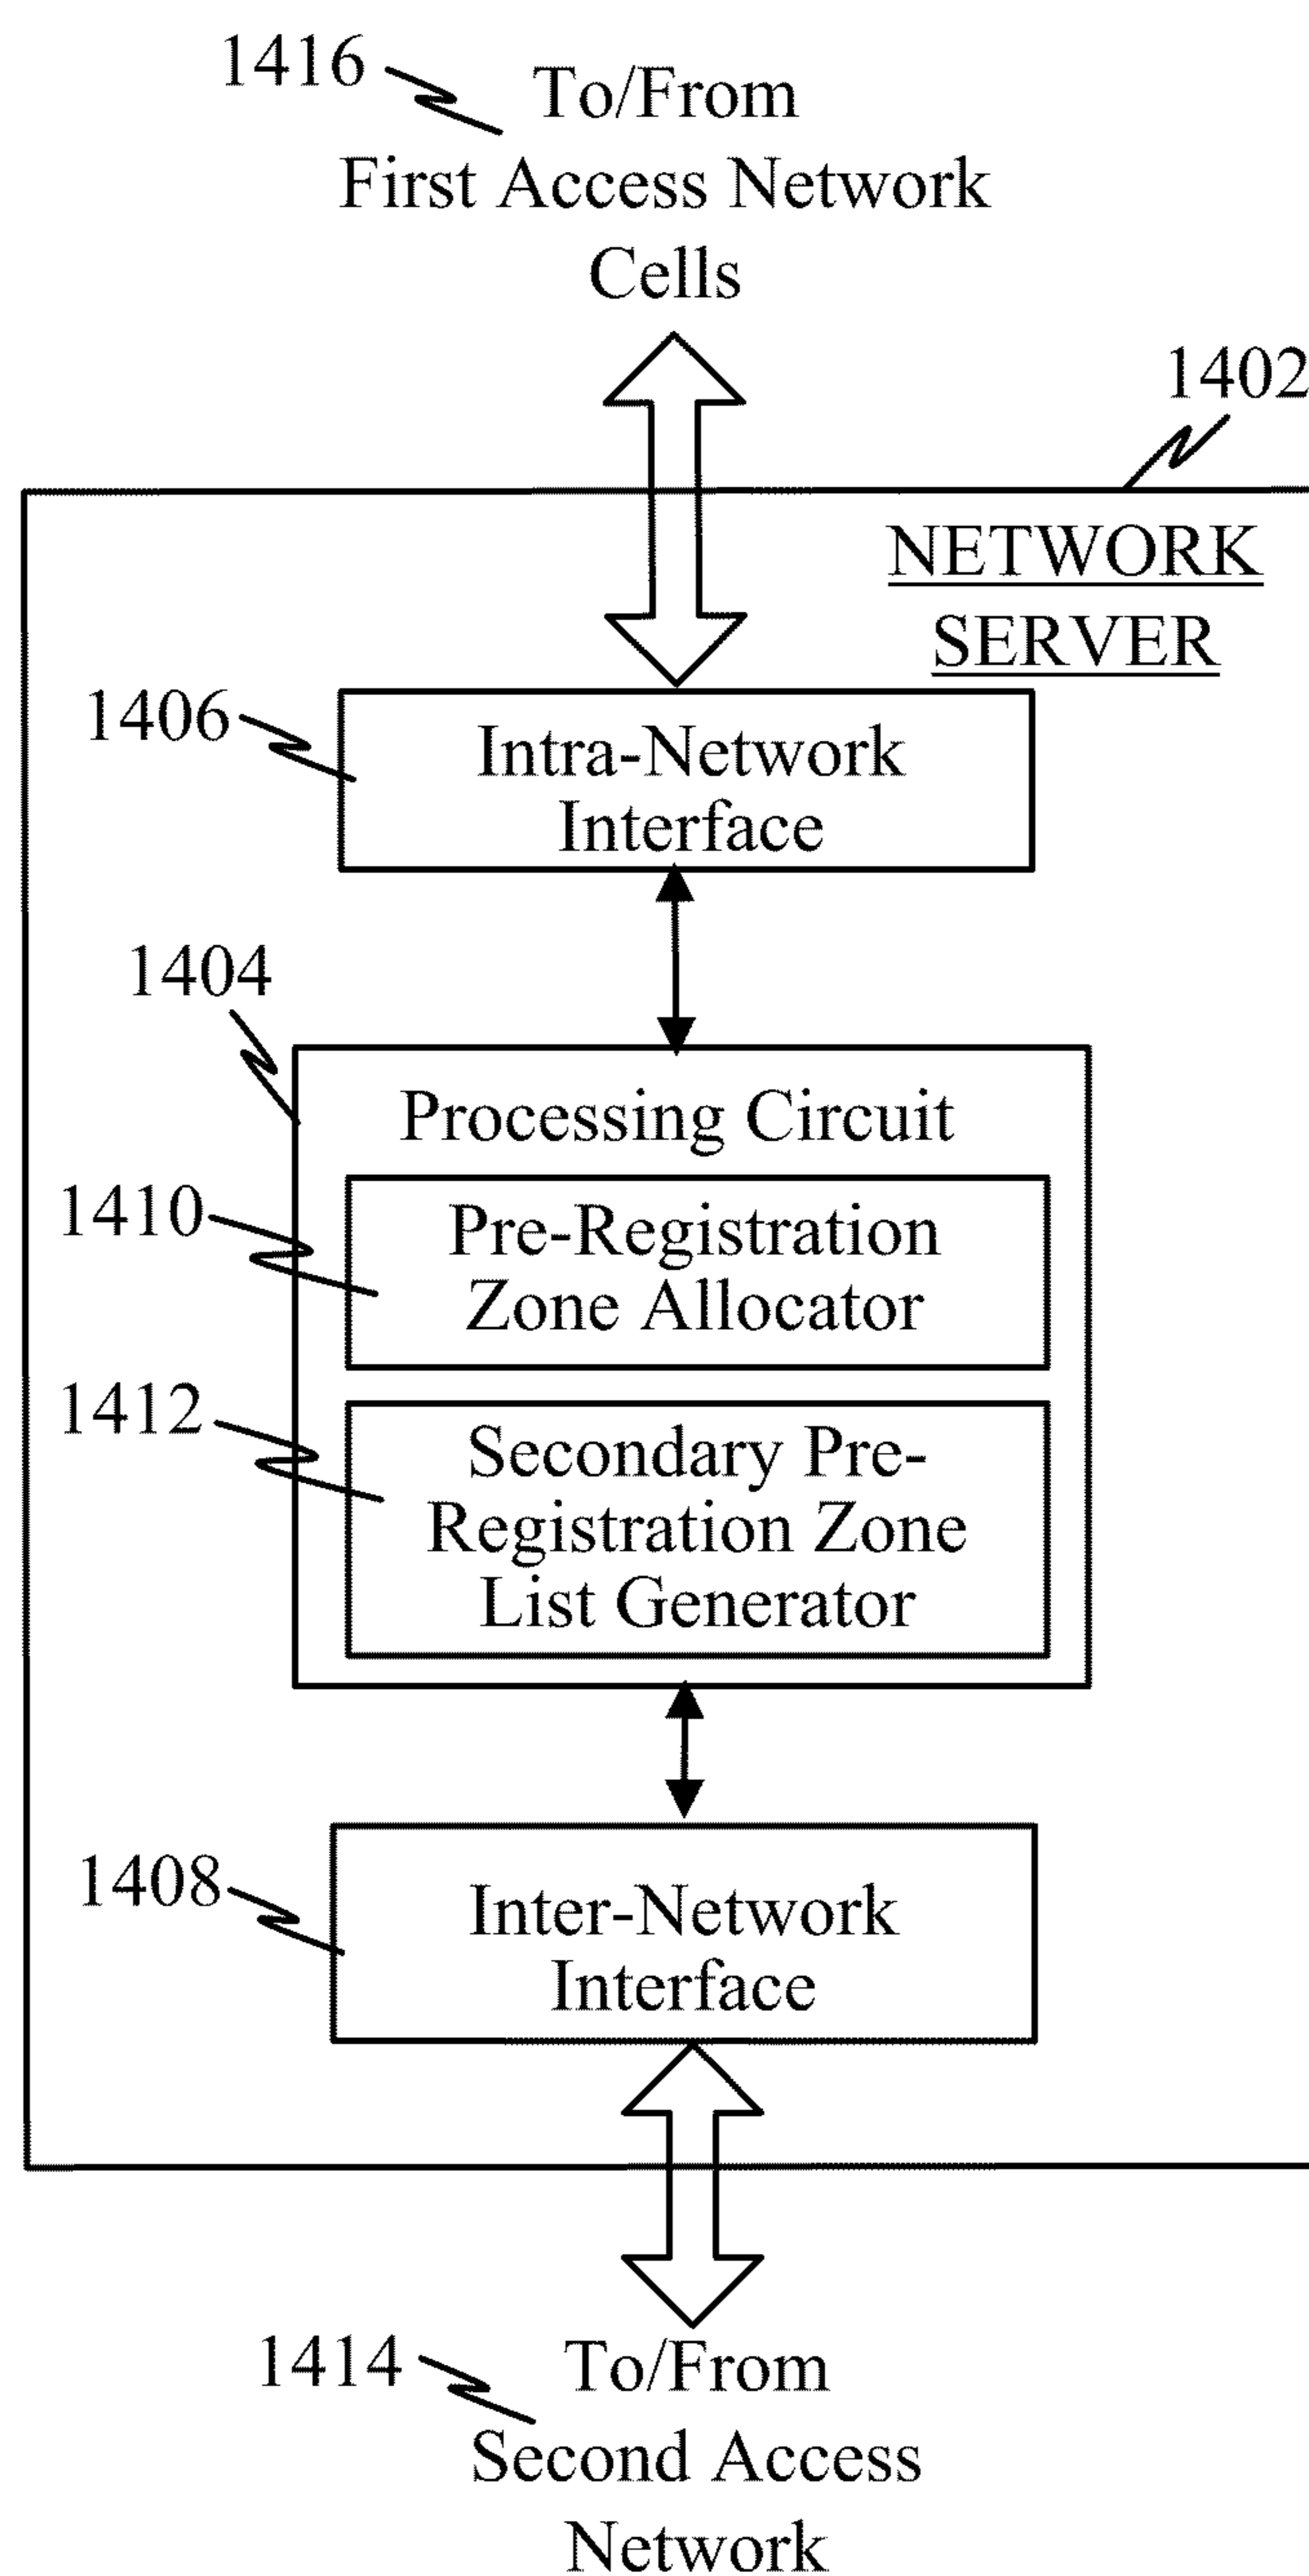 1416
To/From
First Access Network
Cells
1402
NETWORK
SERVER
1406
Intra-Network
Interface
1404
Processing Circuit
1410
Pre-Registration
Zone Allocator
1412
Secondary Pre-
Registration Zone
List Generator
1408
Inter-Network
Interface
1414
To/From
Second Access
Network